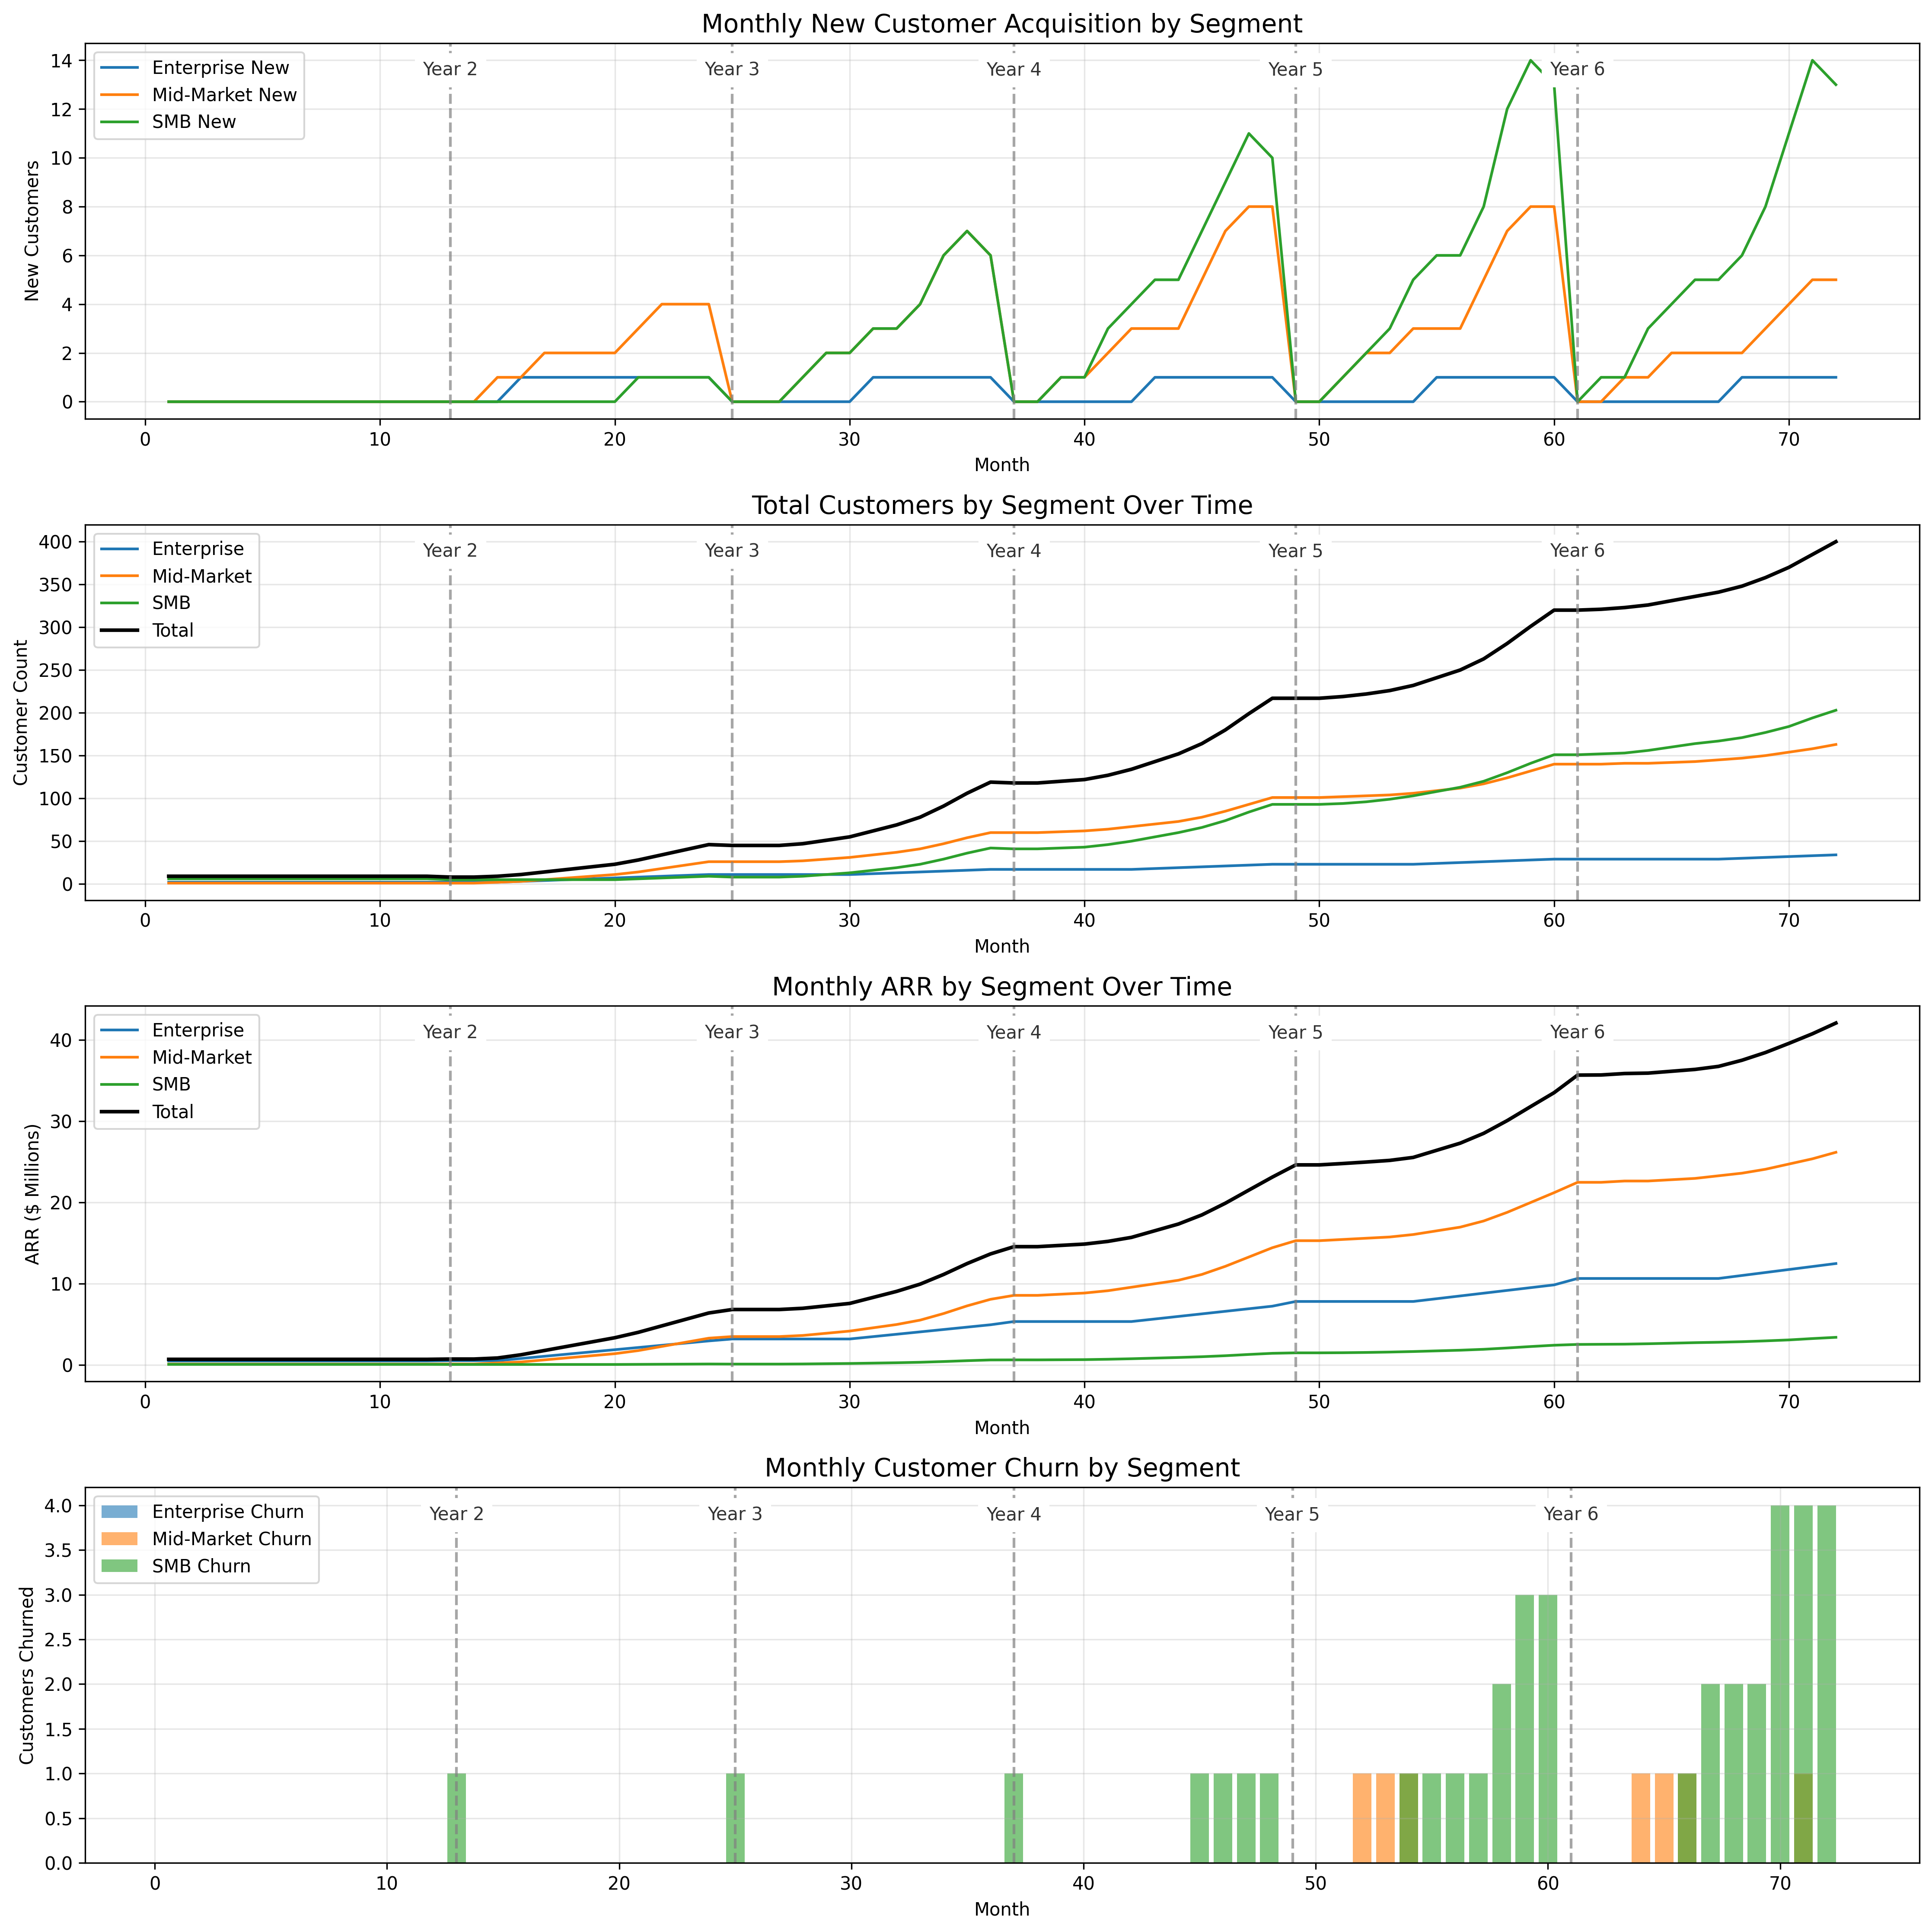 Monthly New Customer Acquisition by Segment
Enterprise New
Mid-Market New
SMB New
Year 2
Year 3
Year 4
Year 5
Year 6
New Customers
14
12
10
8
6
4
2
0
0 10 20 30 40 50 60 70
Month
Total Customers by Segment Over Time
Enterprise
Mid-Market
SMB
Total
Year 2
Year 3
Year 4
Year 5
Year 6
Customer Count
400
350
300
250
200
150
100
50
0
0 10 20 30 40 50 60 70
Month
Monthly ARR by Segment Over Time
Enterprise
Mid-Market
SMB
Total
Year 2
Year 3
Year 4
Year 5
Year 6
ARR ($ Millions)
40
30
20
10
0
0 10 20 30 40 50 60 70
Month
Monthly Customer Churn by Segment
Enterprise Churn
Mid-Market Churn
SMB Churn
Year 2
Year 3
Year 4
Year 5
Year 6
Customers Churned
4.0
3.5
3.0
2.5
2.0
1.5
1.0
0.5
0.0
0 10 20 30 40 50 60 70
Month